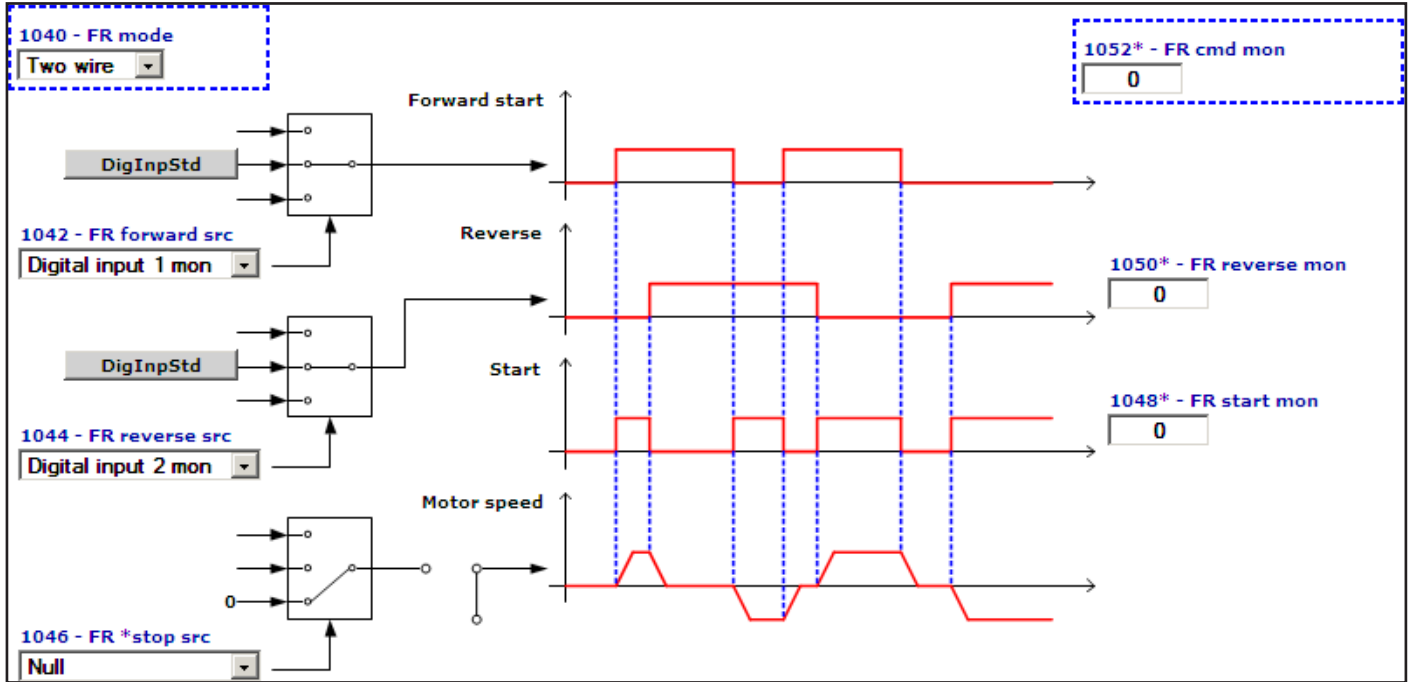 1040 - FR mode
Two wire
1052* - FR cmd mon
0
Forward start
DigInpStd
1042 - FR forward src
Digital input 1 mon
Reverse
1050* - FR reverse mon
0
DigInpStd
Start
1048* - FR start mon
0
1044 - FR reverse src
Digital input 2 mon
Motor speed
0
1046 - FR *stop src
Null